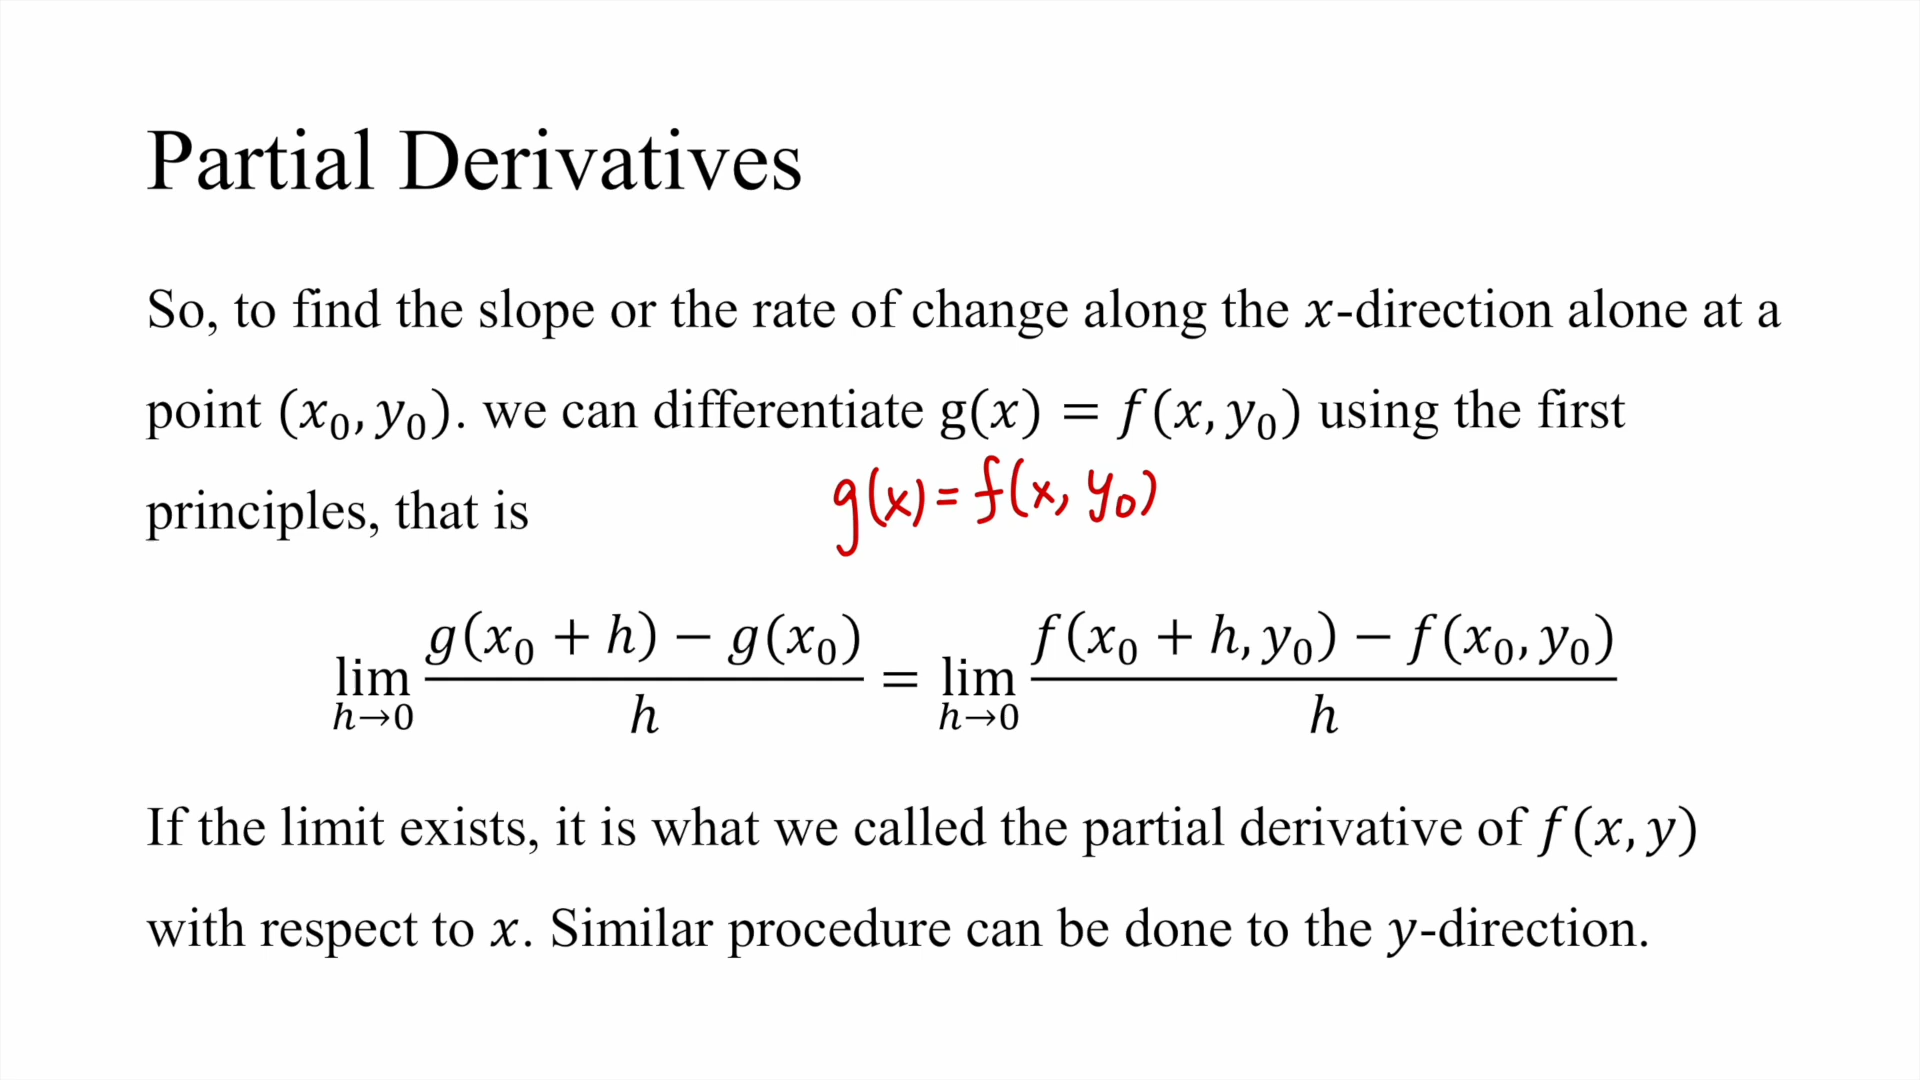 Partial Derivatives
So, to find the slope or the rate of change along the x-direction alone at a
point (x₀, y₀). we can differentiate g(x) = f(x, y₀) using the first
principles, that is
g(x) = f(x, y₀)
lim h→0 (g(x₀ + h) − g(x₀))/h = lim h→0 (f(x₀ + h, y₀) − f(x₀, y₀))/h
If the limit exists, it is what we called the partial derivative of f(x, y)
with respect to x. Similar procedure can be done to the y-direction.